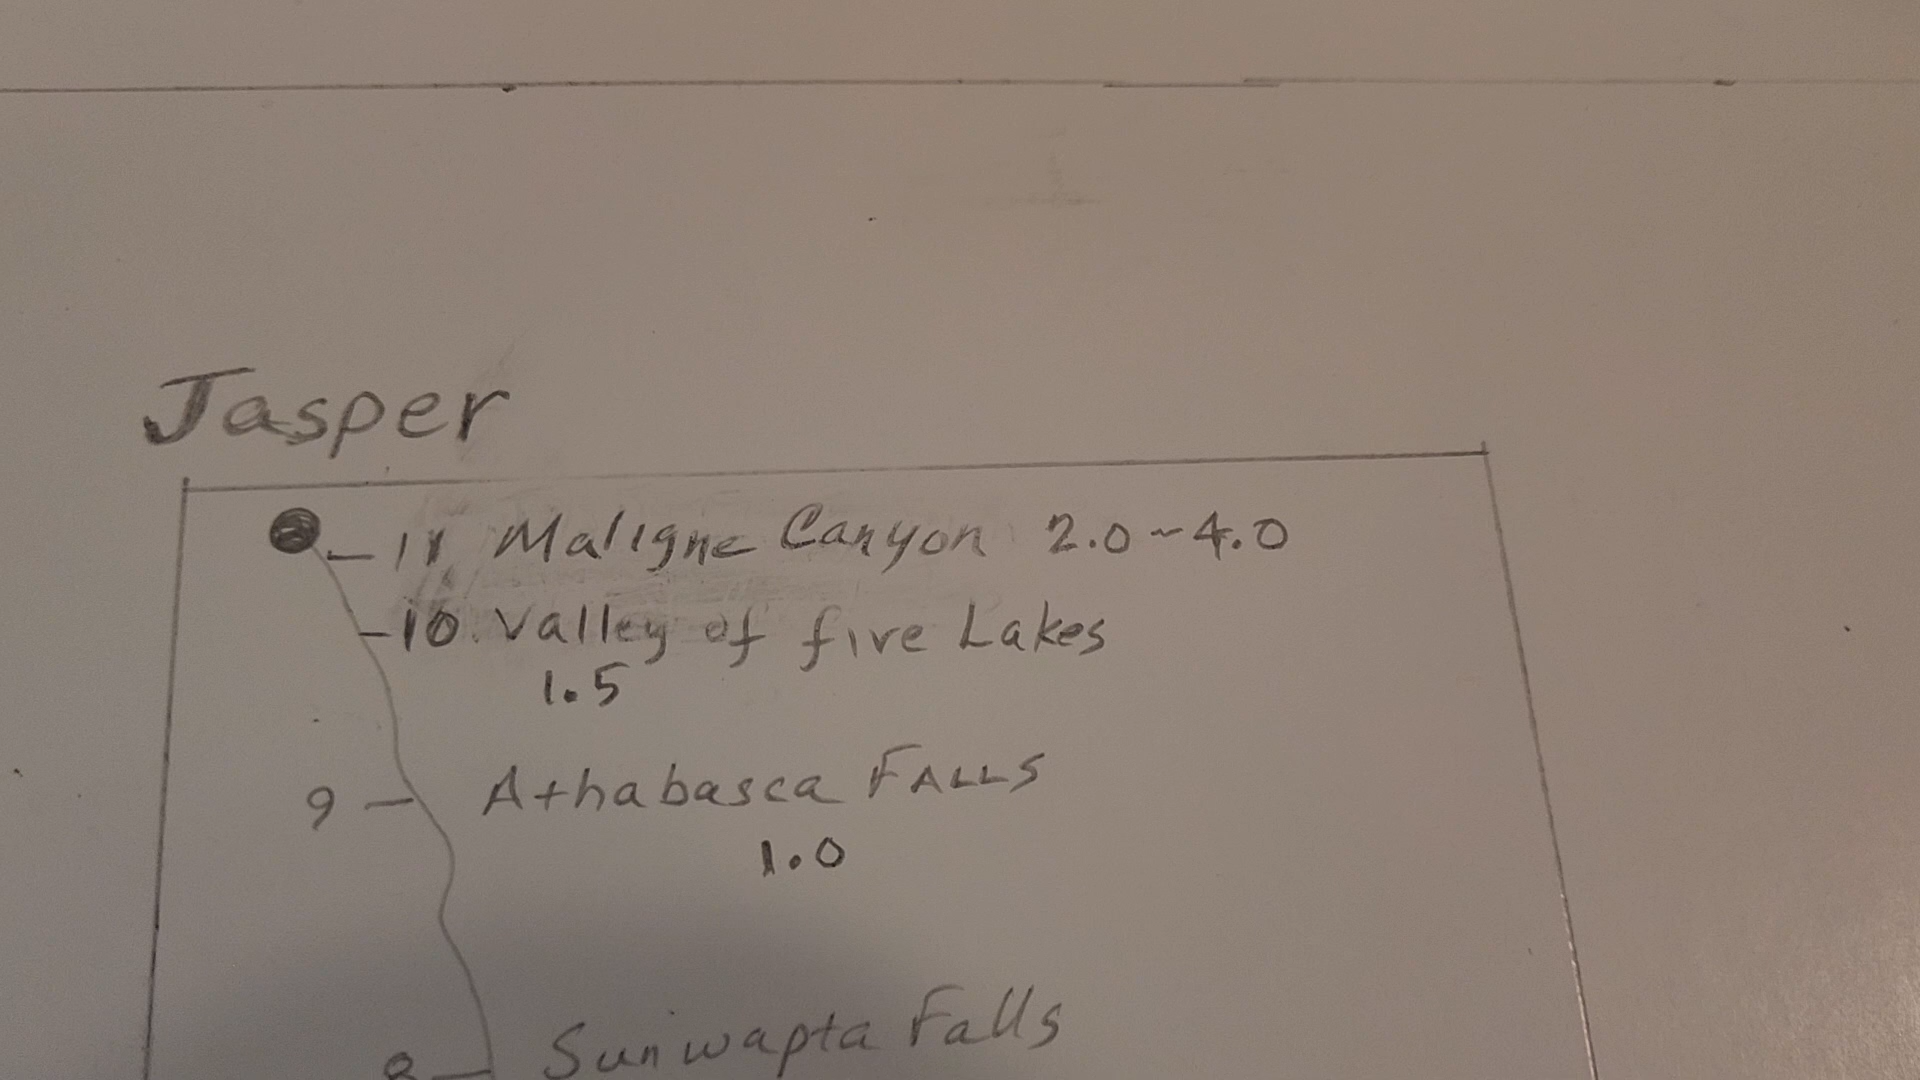 Jasper
-11 Maligne Canyon 2.0-4.0
-10. Valley of five Lakes
1.5
9 - Athabasca FALLS
1.0
8 - Sunwapta Falls